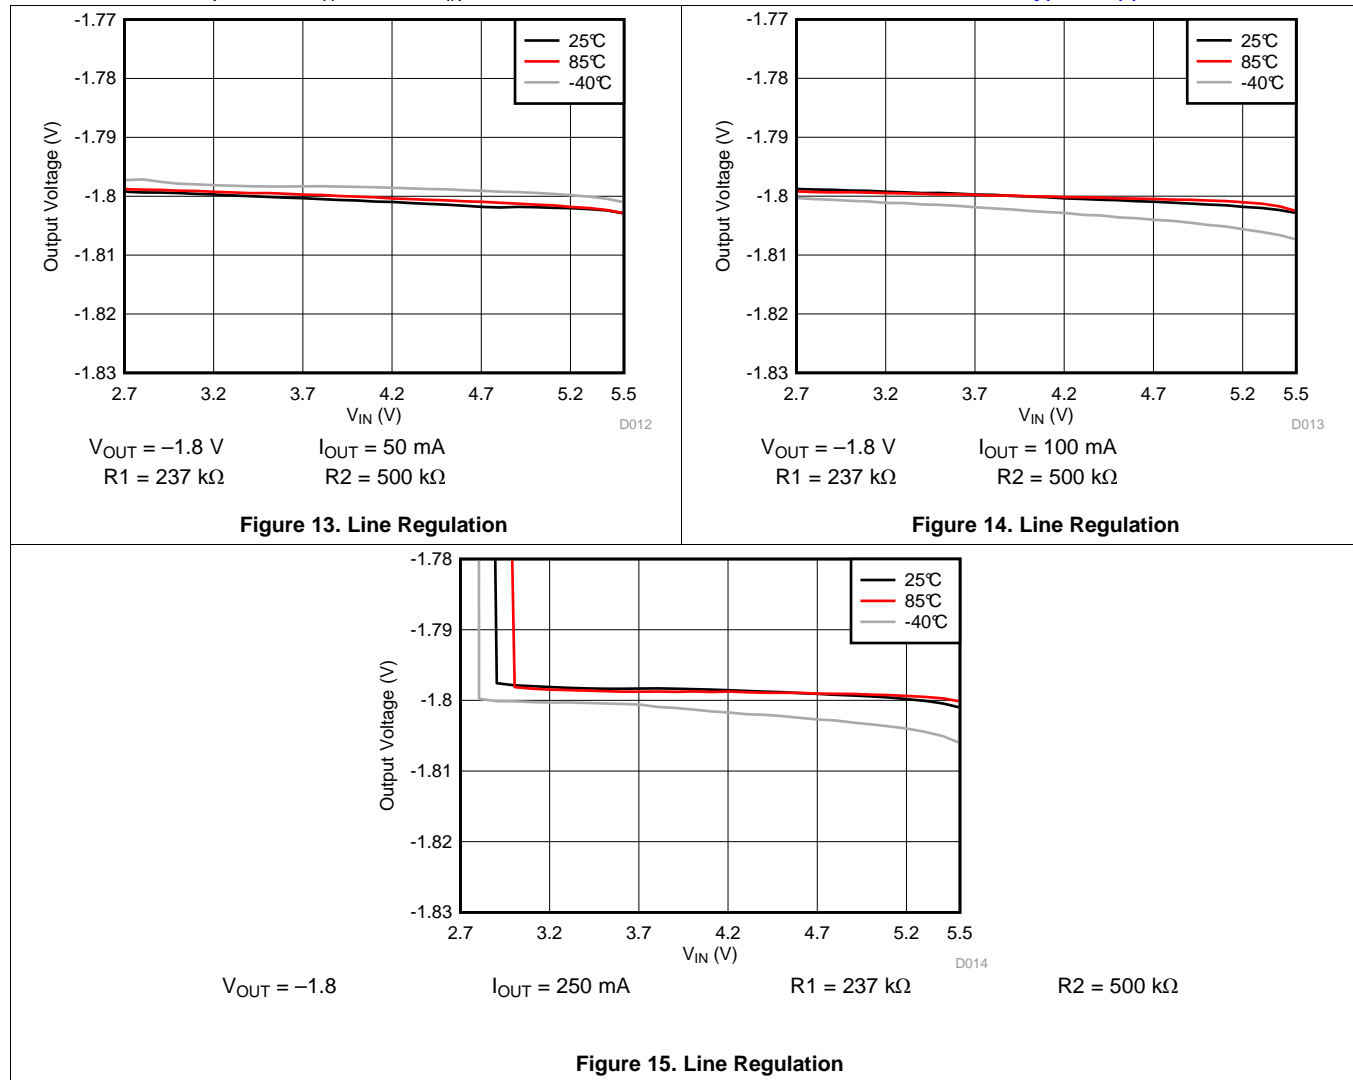 -1.77
-1.78
-1.79
-1.8
-1.81
-1.82
-1.83
Output Voltage (V)
25℃
85℃
-40℃
2.7 3.2 3.7 4.2 4.7 5.2 5.5
VIN (V)
D012
VOUT = –1.8 V IOUT = 50 mA
R1 = 237 kΩ R2 = 500 kΩ
Figure 13. Line Regulation
-1.77
-1.78
-1.79
-1.8
-1.81
-1.82
-1.83
Output Voltage (V)
25℃
85℃
-40℃
2.7 3.2 3.7 4.2 4.7 5.2 5.5
VIN (V)
D013
VOUT = –1.8 V IOUT = 100 mA
R1 = 237 kΩ R2 = 500 kΩ
Figure 14. Line Regulation
-1.78
-1.79
-1.8
-1.81
-1.82
-1.83
Output Voltage (V)
25℃
85℃
-40℃
2.7 3.2 3.7 4.2 4.7 5.2 5.5
VIN (V)
D014
VOUT = –1.8 IOUT = 250 mA R1 = 237 kΩ R2 = 500 kΩ
Figure 15. Line Regulation